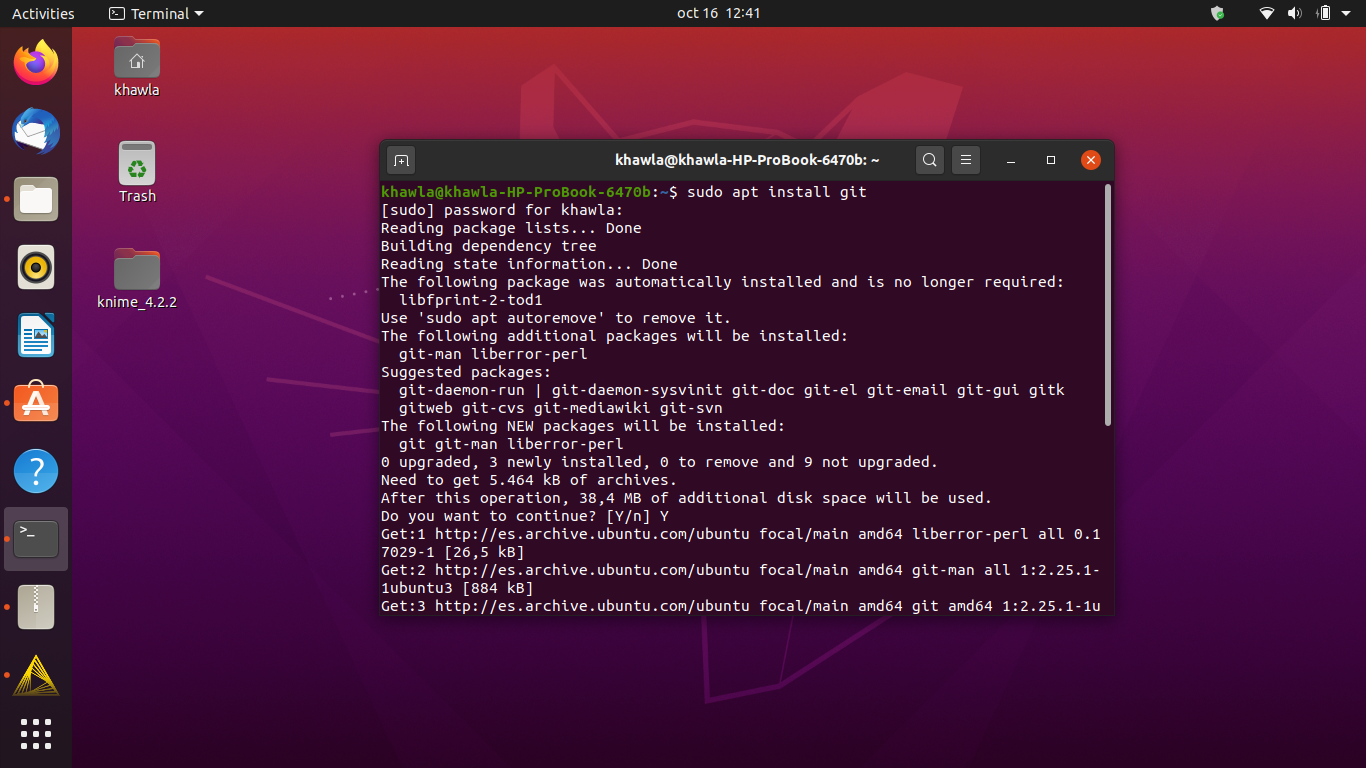 Activities
Terminal
oct 16 12:41
khawla
Trash
knime_4.2.2
khawla@khawla-HP-ProBook-6470b: ~
khawla@khawla-HP-ProBook-6470b:~$ sudo apt install git
[sudo] password for khawla:
Reading package lists... Done
Building dependency tree
Reading state information... Done
The following package was automatically installed and is no longer required:
  libfprint-2-tod1
Use 'sudo apt autoremove' to remove it.
The following additional packages will be installed:
  git-man liberror-perl
Suggested packages:
  git-daemon-run | git-daemon-sysvinit git-doc git-el git-email git-gui gitk
  gitweb git-cvs git-mediawiki git-svn
The following NEW packages will be installed:
  git git-man liberror-perl
0 upgraded, 3 newly installed, 0 to remove and 9 not upgraded.
Need to get 5.464 kB of archives.
After this operation, 38,4 MB of additional disk space will be used.
Do you want to continue? [Y/n] Y
Get:1 http://es.archive.ubuntu.com/ubuntu focal/main amd64 liberror-perl all 0.1
7029-1 [26,5 kB]
Get:2 http://es.archive.ubuntu.com/ubuntu focal/main amd64 git-man all 1:2.25.1-
1ubuntu3 [884 kB]
Get:3 http://es.archive.ubuntu.com/ubuntu focal/main amd64 git amd64 1:2.25.1-1u